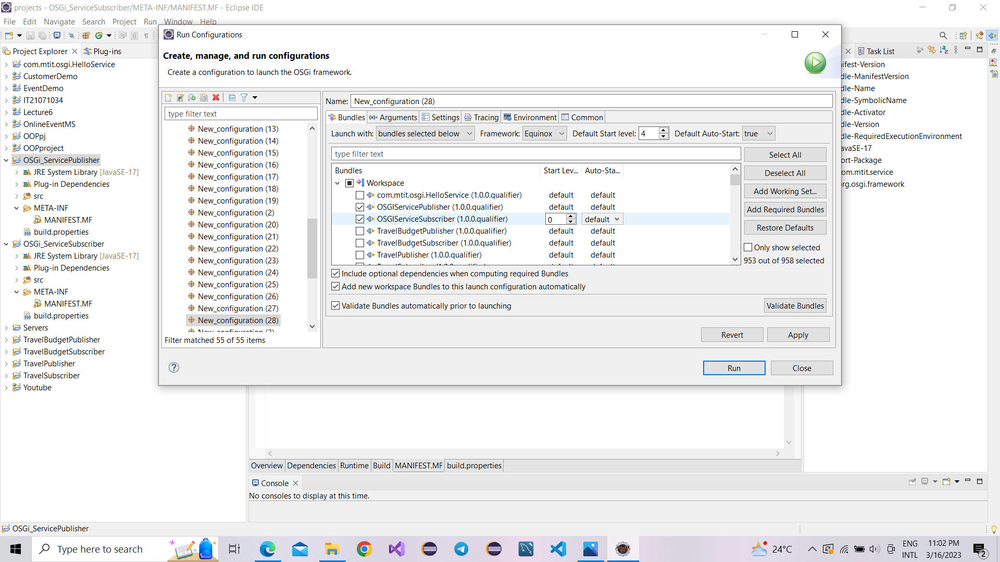 projects - OSGi_ServiceSubscriber/META-INF/MANIFEST.MF - Eclipse IDE
File Edit Navigate Search Project Run Window Help
Project Explorer
Plug-ins
com.mtit.osgi.HelloService
CustomerDemo
EventDemo
IT21071034
Lecture6
OnlineEventMS
OOPpj
OOPproject
OSGi_ServicePublisher
JRE System Library [JavaSE-17]
Plug-in Dependencies
src
META-INF
MANIFEST.MF
build.properties
OSGi_ServiceSubscriber
JRE System Library [JavaSE-17]
Plug-in Dependencies
src
META-INF
MANIFEST.MF
build.properties
Servers
TravelBudgetPublisher
TravelBudgetSubscriber
TravelPublisher
TravelSubscriber
Youtube
Run Configurations
Create, manage, and run configurations
Create a configuration to launch the OSGi framework.
type filter text
New_configuration (13)
New_configuration (14)
New_configuration (15)
New_configuration (16)
New_configuration (17)
New_configuration (18)
New_configuration (19)
New_configuration (2)
New_configuration (20)
New_configuration (21)
New_configuration (22)
New_configuration (23)
New_configuration (24)
New_configuration (25)
New_configuration (26)
New_configuration (27)
New_configuration (28)
Filter matched 55 of 55 items
Name: New_configuration (28)
Bundles Arguments Settings Tracing Environment Common
Launch with: bundles selected below Framework: Equinox Default Start level: 4 Default Auto-Start: true
type filter text
Bundles Start Lev... Auto-Sta...
Workspace
com.mtit.osgi.HelloService (1.0.0.qualifier) default default
OSGIServicePublisher (1.0.0.qualifier) default default
OSGIServiceSubscriber (1.0.0.qualifier) 0 default
TravelBudgetPublisher (1.0.0.qualifier) default default
TravelBudgetSubscriber (1.0.0.qualifier) default default
TravelPublisher (1.0.0.qualifier) default default
Select All
Deselect All
Add Working Set...
Add Required Bundles
Restore Defaults
Only show selected
953 out of 958 selected
Include optional dependencies when computing required Bundles
Add new workspace Bundles to this launch configuration automatically
Validate Bundles automatically prior to launching
Validate Bundles
Revert Apply
Run Close
Task List
ifest-Version
dle-ManifestVersion
dle-Name
dle-SymbolicName
dle-Activator
dle-Version
dle-RequiredExecutionEnvironment
avaSE-17
ort-Package
om.mtit.service
rg.osgi.framework
Overview Dependencies Runtime Build MANIFEST.MF build.properties
Console
No consoles to display at this time.
OSGi_ServicePublisher
Type here to search
24°C
ENG
INTL
11:02 PM
3/16/2023
2